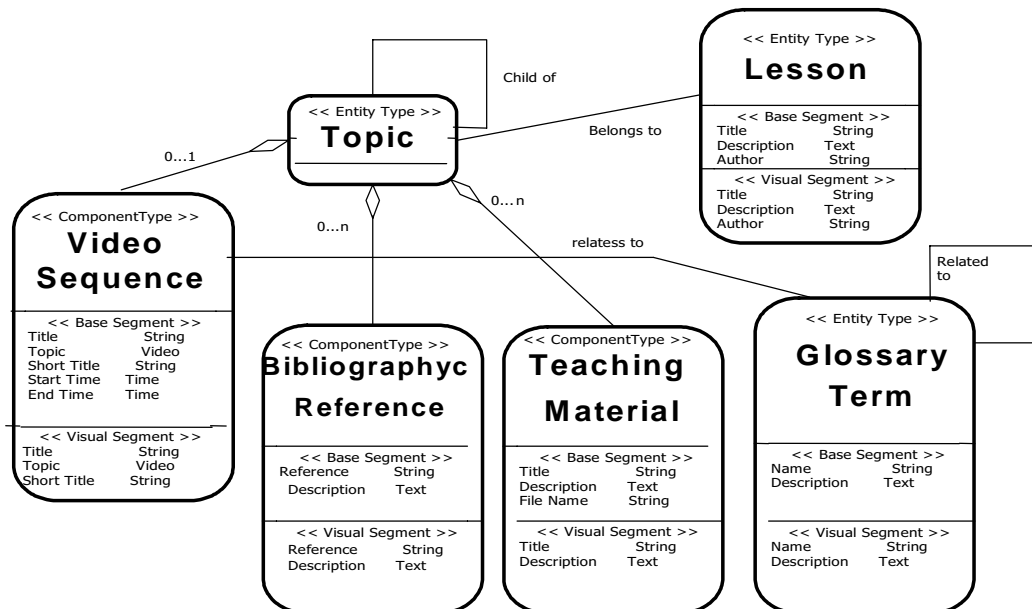 << Entity Type >>
Topic
Child of
Belongs to
0...1
0...n
0...n
<< Entity Type >>
Lesson
<< Base Segment >>
Title String
Description Text
Author String
<< Visual Segment >>
Title String
Description Text
Author String
<< ComponentType >>
Video
Sequence
<< Base Segment >>
Title String
Topic Video
Short Title String
Start Time Time
End Time Time
<< Visual Segment >>
Title String
Topic Video
Short Title String
relatess to
Related
to
<< ComponentType >>
Bibliographyc
Reference
<< Base Segment >>
Reference String
Description Text
<< Visual Segment >>
Reference String
Description Text
<< ComponentType >>
Teaching
Material
<< Base Segment >>
Title String
Description Text
File Name String
<< Visual Segment >>
Title String
Description Text
<< Entity Type >>
Glossary
Term
<< Base Segment >>
Name String
Description Text
<< Visual Segment >>
Name String
Description Text